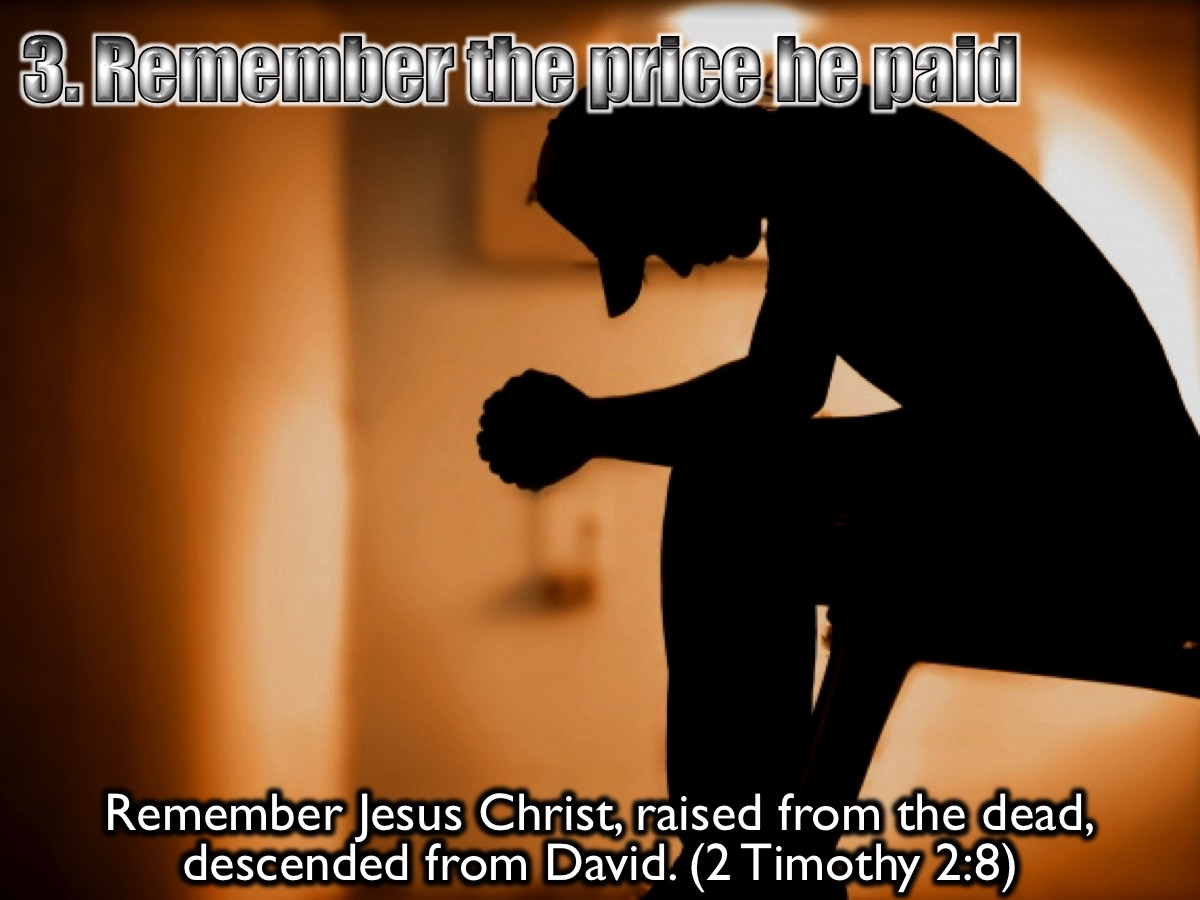 3. Remember the price he paid
Remember Jesus Christ, raised from the dead,
descended from David. (2 Timothy 2:8)